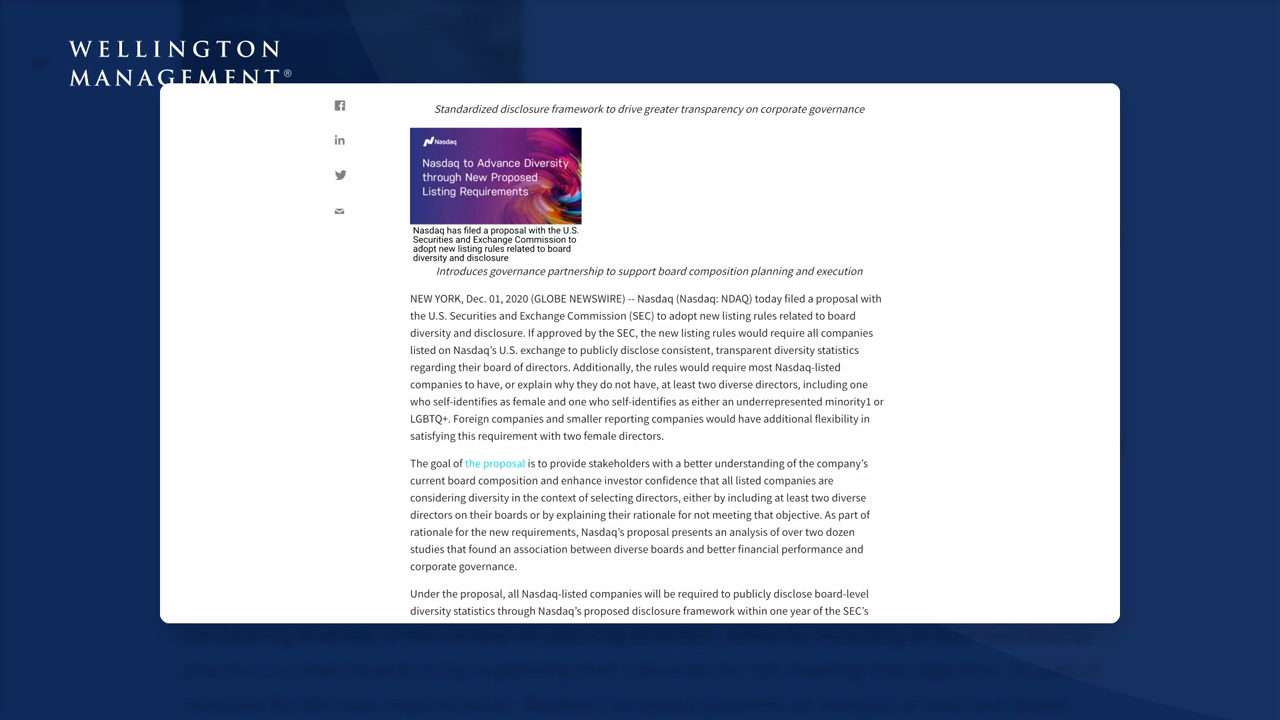 WELLINGTON
MANAGEMENT®
Standardized disclosure framework to drive greater transparency on corporate governance
Nasdaq
Nasdaq to Advance Diversity
through New Proposed
Listing Requirements
Nasdaq has filed a proposal with the U.S.
Securities and Exchange Commission to
adopt new listing rules related to board
diversity and disclosure
Introduces governance partnership to support board composition planning and execution
NEW YORK, Dec. 01, 2020 (GLOBE NEWSWIRE) -- Nasdaq (Nasdaq: NDAQ) today filed a proposal with
the U.S. Securities and Exchange Commission (SEC) to adopt new listing rules related to board
diversity and disclosure. If approved by the SEC, the new listing rules would require all companies
listed on Nasdaq’s U.S. exchange to publicly disclose consistent, transparent diversity statistics
regarding their board of directors. Additionally, the rules would require most Nasdaq-listed
companies to have, or explain why they do not have, at least two diverse directors, including one
who self-identifies as female and one who self-identifies as either an underrepresented minority1 or
LGBTQ+. Foreign companies and smaller reporting companies would have additional flexibility in
satisfying this requirement with two female directors.
The goal of the proposal is to provide stakeholders with a better understanding of the company’s
current board composition and enhance investor confidence that all listed companies are
considering diversity in the context of selecting directors, either by including at least two diverse
directors on their boards or by explaining their rationale for not meeting that objective. As part of
rationale for the new requirements, Nasdaq’s proposal presents an analysis of over two dozen
studies that found an association between diverse boards and better financial performance and
corporate governance.
Under the proposal, all Nasdaq-listed companies will be required to publicly disclose board-level
diversity statistics through Nasdaq’s proposed disclosure framework within one year of the SEC’s